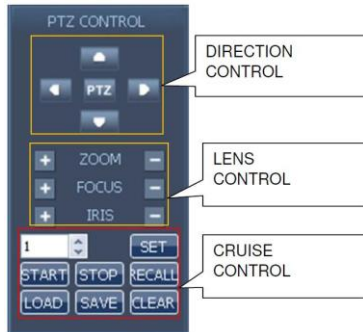 PTZ CONTROL
DIRECTION
CONTROL
PTZ
+ ZOOM -
+ FOCUS -
+ IRIS -
LENS
CONTROL
1 SET
START STOP RECALL
LOAD SAVE CLEAR
CRUISE
CONTROL